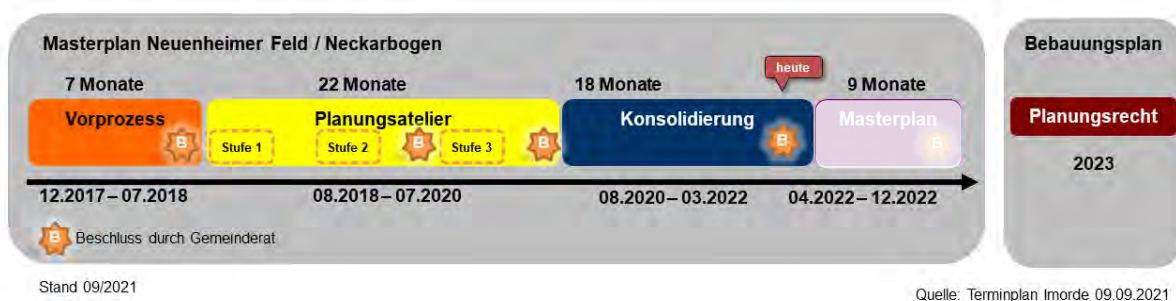 Masterplan Neuenheimer Feld / Neckarbogen
Bebauungsplan
7 Monate
22 Monate
18 Monate
heute
9 Monate
Vorprozess
B
Planungsatelier
Stufe 1
Stufe 2
B
Stufe 3
B
Konsolidierung
B
Masterplan
B
Planungsrecht
2023
12.2017 – 07.2018
08.2018 – 07.2020
08.2020 – 03.2022
04.2022 – 12.2022
B Beschluss durch Gemeinderat
Stand 09/2021
Quelle: Terminplan Imorde 09.09.2021